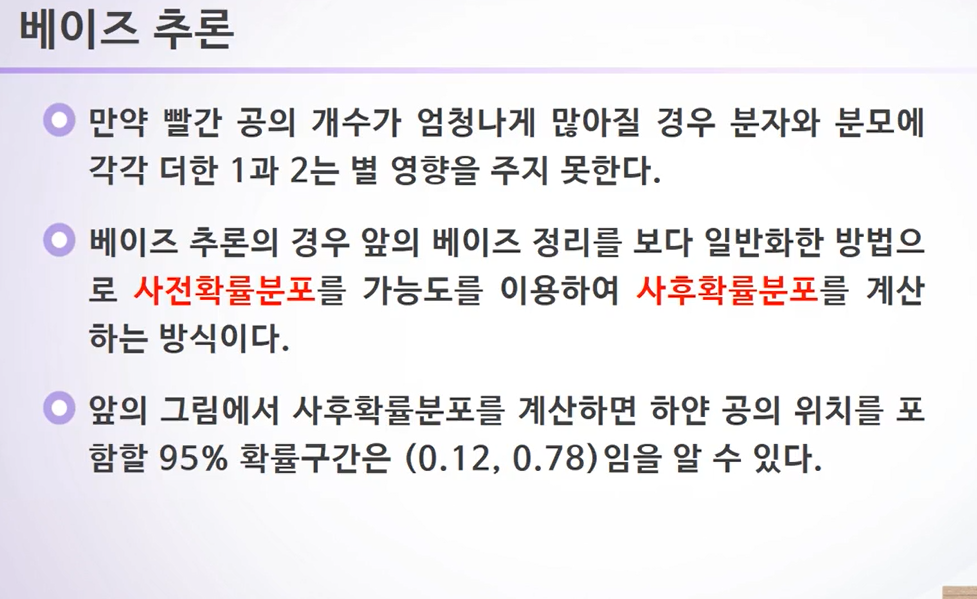 베이즈 추론
만약 빨간 공의 개수가 엄청나게 많아질 경우 분자와 분모에
각각 더한 1과 2는 별 영향을 주지 못한다.
베이즈 추론의 경우 앞의 베이즈 정리를 보다 일반화한 방법으
로 사전확률분포를 가능도를 이용하여 사후확률분포를 계산
하는 방식이다.
앞의 그림에서 사후확률분포를 계산하면 하얀 공의 위치를 포
함할 95% 확률구간은 (0.12, 0.78)임을 알 수 있다.